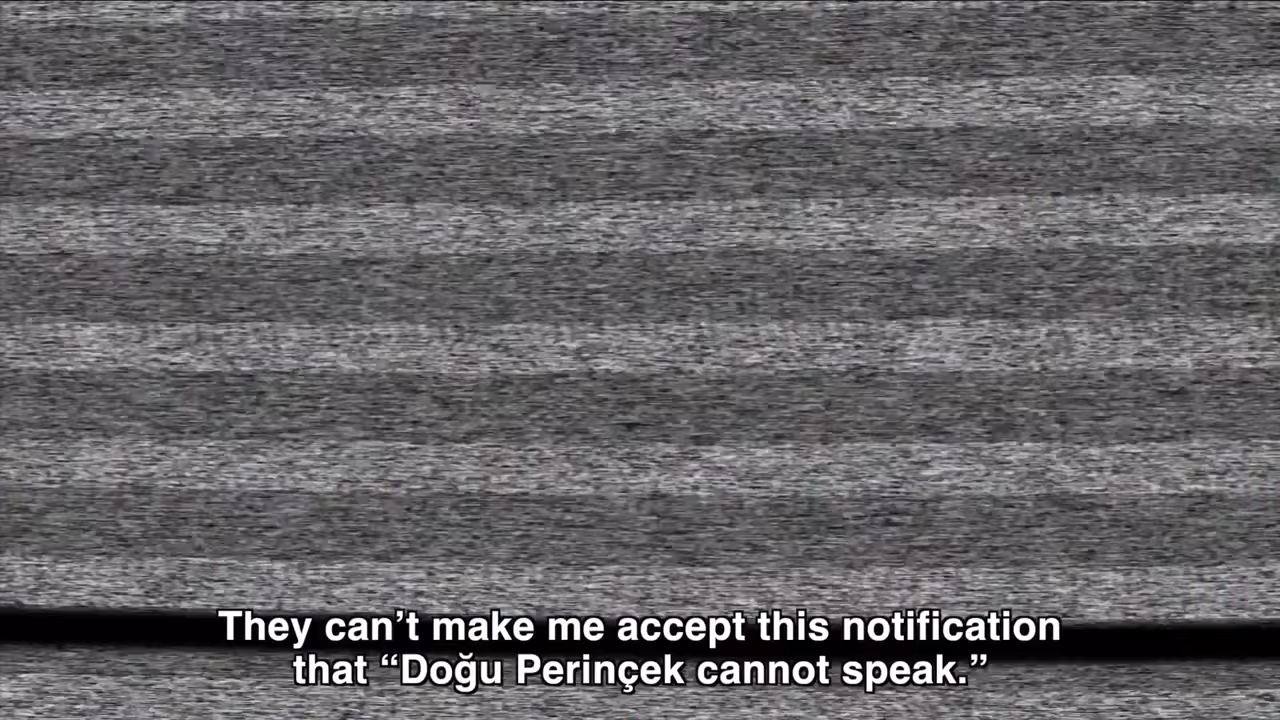 They can’t make me accept this notification
that “Doğu Perinçek cannot speak.”